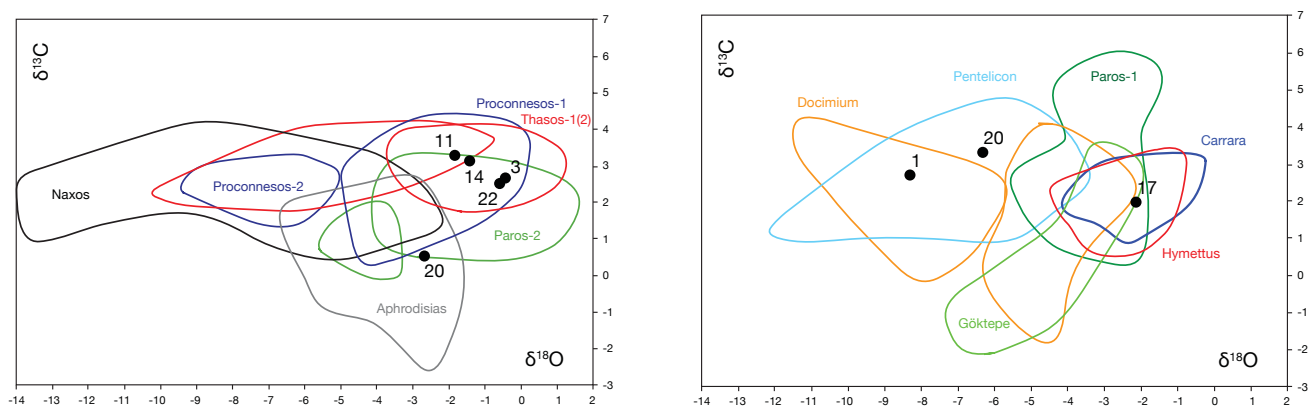 δ13C
7
6
5
4
3
2
1
0
-1
-2
-3
Proconnesos-1
Thasos-1(2)
11
14
3
22
Proconnesos-2
Naxos
Paros-2
20
Aphrodisias
δ18O
-14 -13 -12 -11 -10 -9 -8 -7 -6 -5 -4 -3 -2 -1 0 1 2
δ13C
7
6
5
4
3
2
1
0
-1
-2
-3
Pentelicon
Paros-1
Docimium
20
Carrara
1
17
Hymettus
Göktepe
δ18O
-14 -13 -12 -11 -10 -9 -8 -7 -6 -5 -4 -3 -2 -1 0 1 2